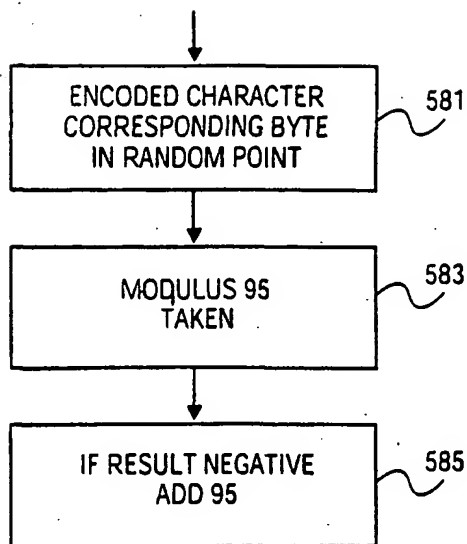 ENCODED CHARACTER
CORRESPONDING BYTE
IN RANDOM POINT
581
MODULUS 95
TAKEN
583
IF RESULT NEGATIVE
ADD 95
585